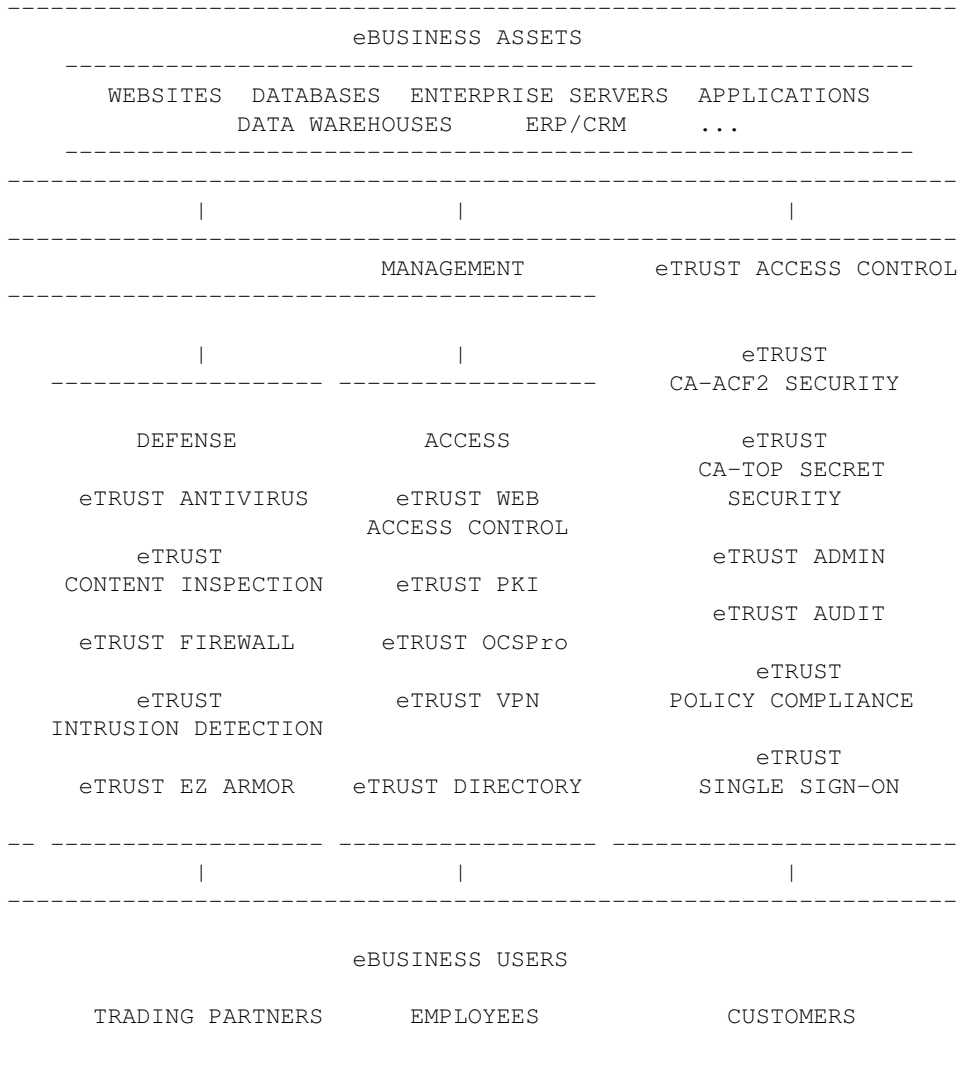 -----------------------------------------------------------------
eBUSINESS ASSETS
-----------------------------------------------------------
WEBSITES DATABASES ENTERPRISE SERVERS APPLICATIONS
DATA WAREHOUSES ERP/CRM ...
-----------------------------------------------------------
-----------------------------------------------------------------
| | |
-----------------------------------------------------------------
MANAGEMENT eTRUST ACCESS CONTROL
-----------------------------------------
| | eTRUST
------------------- ------------------ CA-ACF2 SECURITY
DEFENSE ACCESS eTRUST
CA-TOP SECRET
eTRUST ANTIVIRUS eTRUST WEB SECURITY
ACCESS CONTROL
eTRUST eTRUST ADMIN
CONTENT INSPECTION eTRUST PKI
eTRUST AUDIT
eTRUST FIREWALL eTRUST OCSPro
eTRUST
eTRUST eTRUST VPN POLICY COMPLIANCE
INTRUSION DETECTION
eTRUST
eTRUST EZ ARMOR eTRUST DIRECTORY SINGLE SIGN-ON
-- ------------------- ------------------ ------------------------
| | |
-----------------------------------------------------------------
eBUSINESS USERS
TRADING PARTNERS EMPLOYEES CUSTOMERS